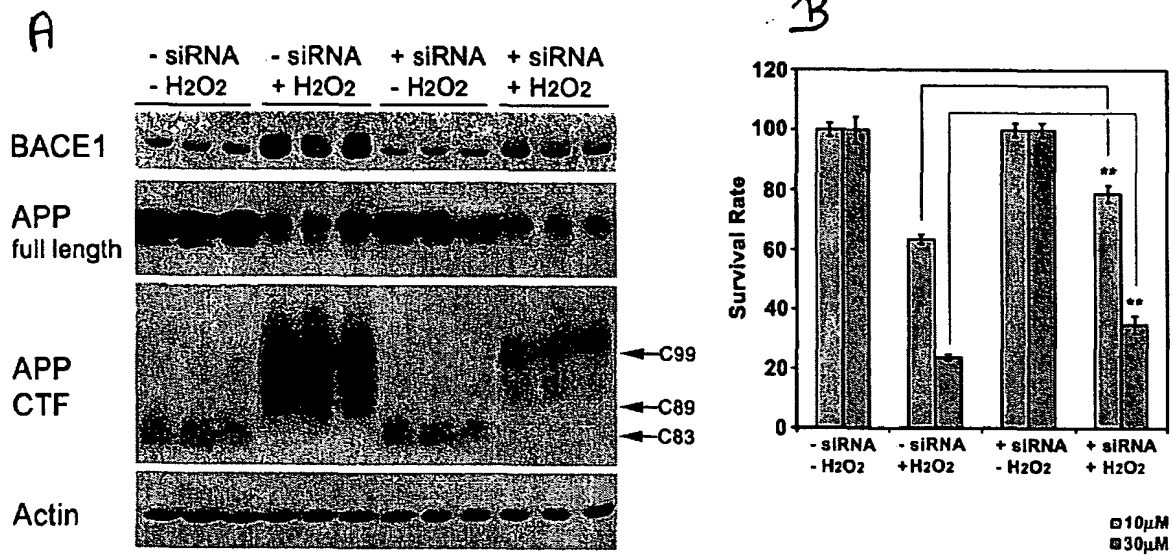 A
- siRNA - siRNA + siRNA + siRNA
- H2O2 + H2O2 - H2O2 + H2O2
BACE1
APP
full length
APP
CTF
C99
C89
C83
Actin
B
120
100
80
60
40
20
0
Survival Rate
**
**
- siRNA - siRNA + siRNA + siRNA
- H2O2 + H2O2 - H2O2 + H2O2
10μM
30μM